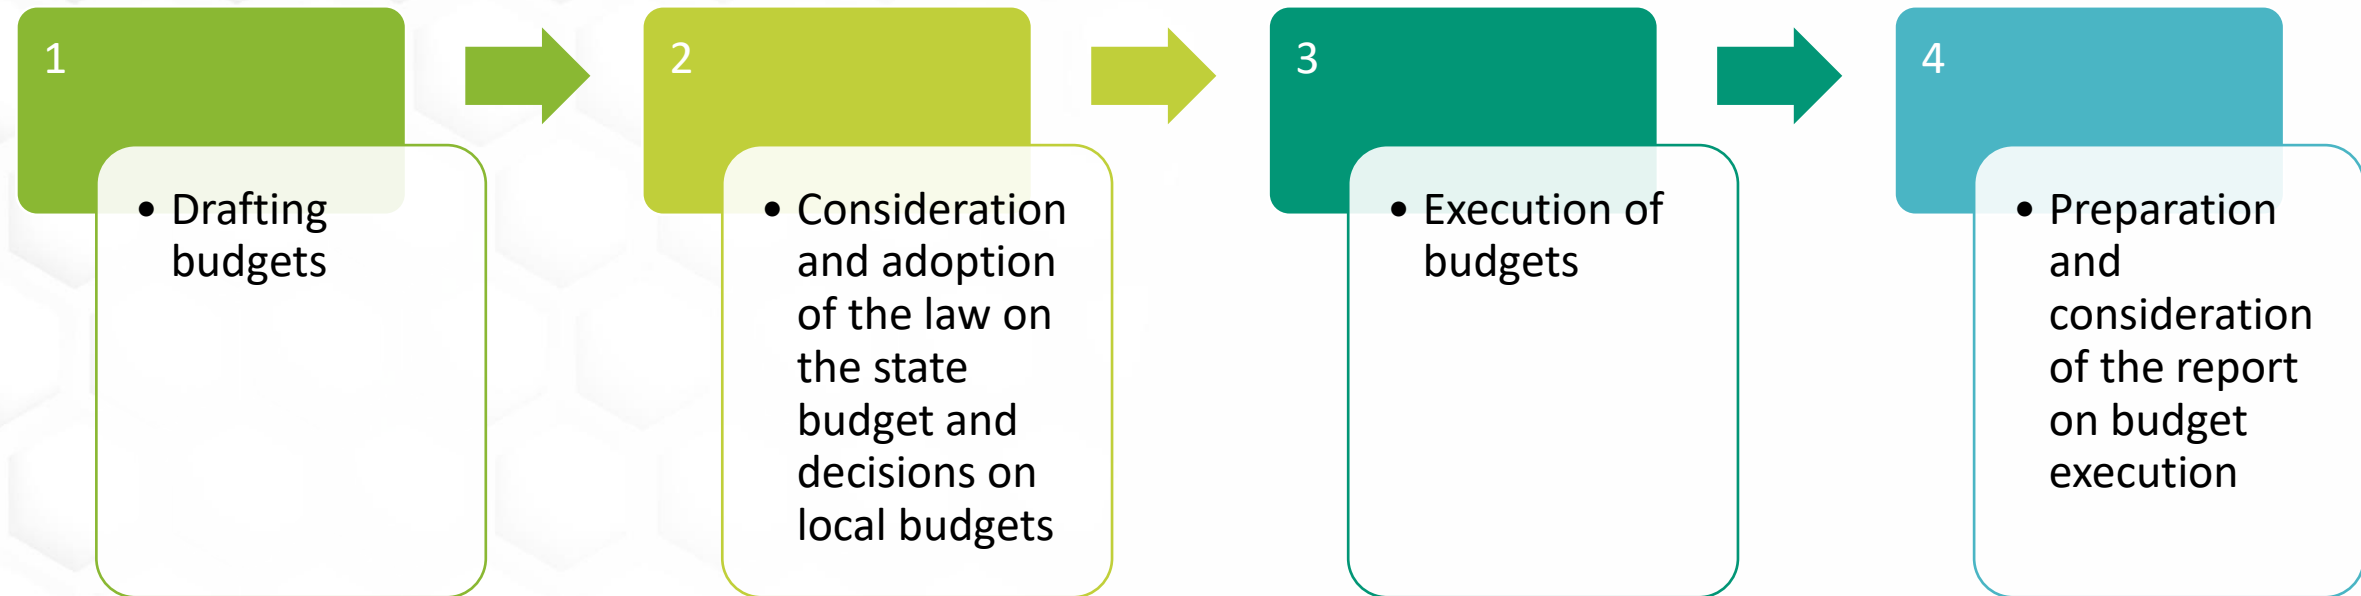 1
• Drafting
budgets
2
• Consideration
and adoption
of the law on
the state
budget and
decisions on
local budgets
3
• Execution of
budgets
4
• Preparation
and
consideration
of the report
on budget
execution